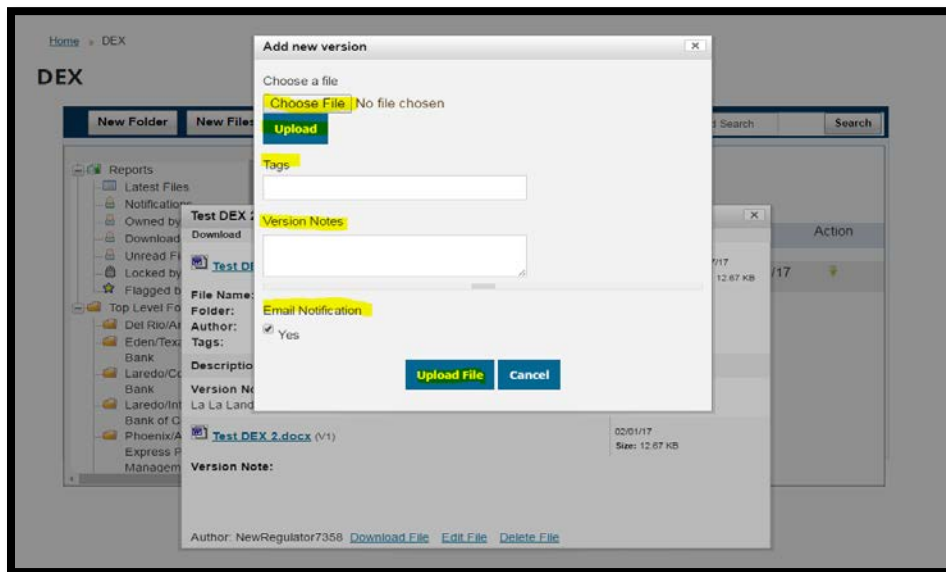 Home » DEX
DEX
New Folder
New Files
d Search
Search
Add new version
Choose a file
Choose File No file chosen
Upload
Tags
Version Notes
Email Notification
Yes
Upload File
Cancel
Reports
Latest Files
Notifications
Owned by
Download
Unread Fi
Locked by
Flagged b
Top Level Fo
Del Rio/A
Eden/Texa
Bank
Laredo/Co
Bank
Laredo/Int
Bank of C
Phoenix/A
Express P
Managem
Action
/17
Test DEX 2
Download
Test DE
/17
12.67 KB
File Name:
Folder:
Author:
Tags:
Descriptio
Version No
La La Land
Test DEX 2.docx (V1)
02/01/17
Size: 12.67 KB
Version Note:
Author: NewRegulator7358 Download File Edit File Delete File